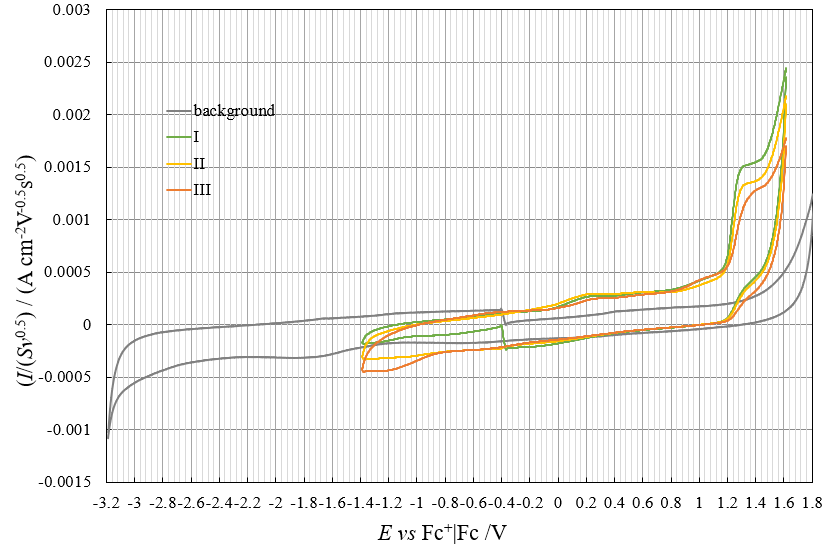 0.003
0.0025
0.002
0.0015
0.001
0.0005
0
-0.0005
-0.001
-0.0015
background
I
II
III
(I/(Sv^0.5) / (A cm^-2V^-0.5s^0.5)
-3.2 -3 -2.8 -2.6 -2.4 -2.2 -2 -1.8 -1.6 -1.4 -1.2 -1 -0.8 -0.6 -0.4 -0.2 0 0.2 0.4 0.6 0.8 1 1.2 1.4 1.6 1.8
E vs Fc⁺|Fc /V